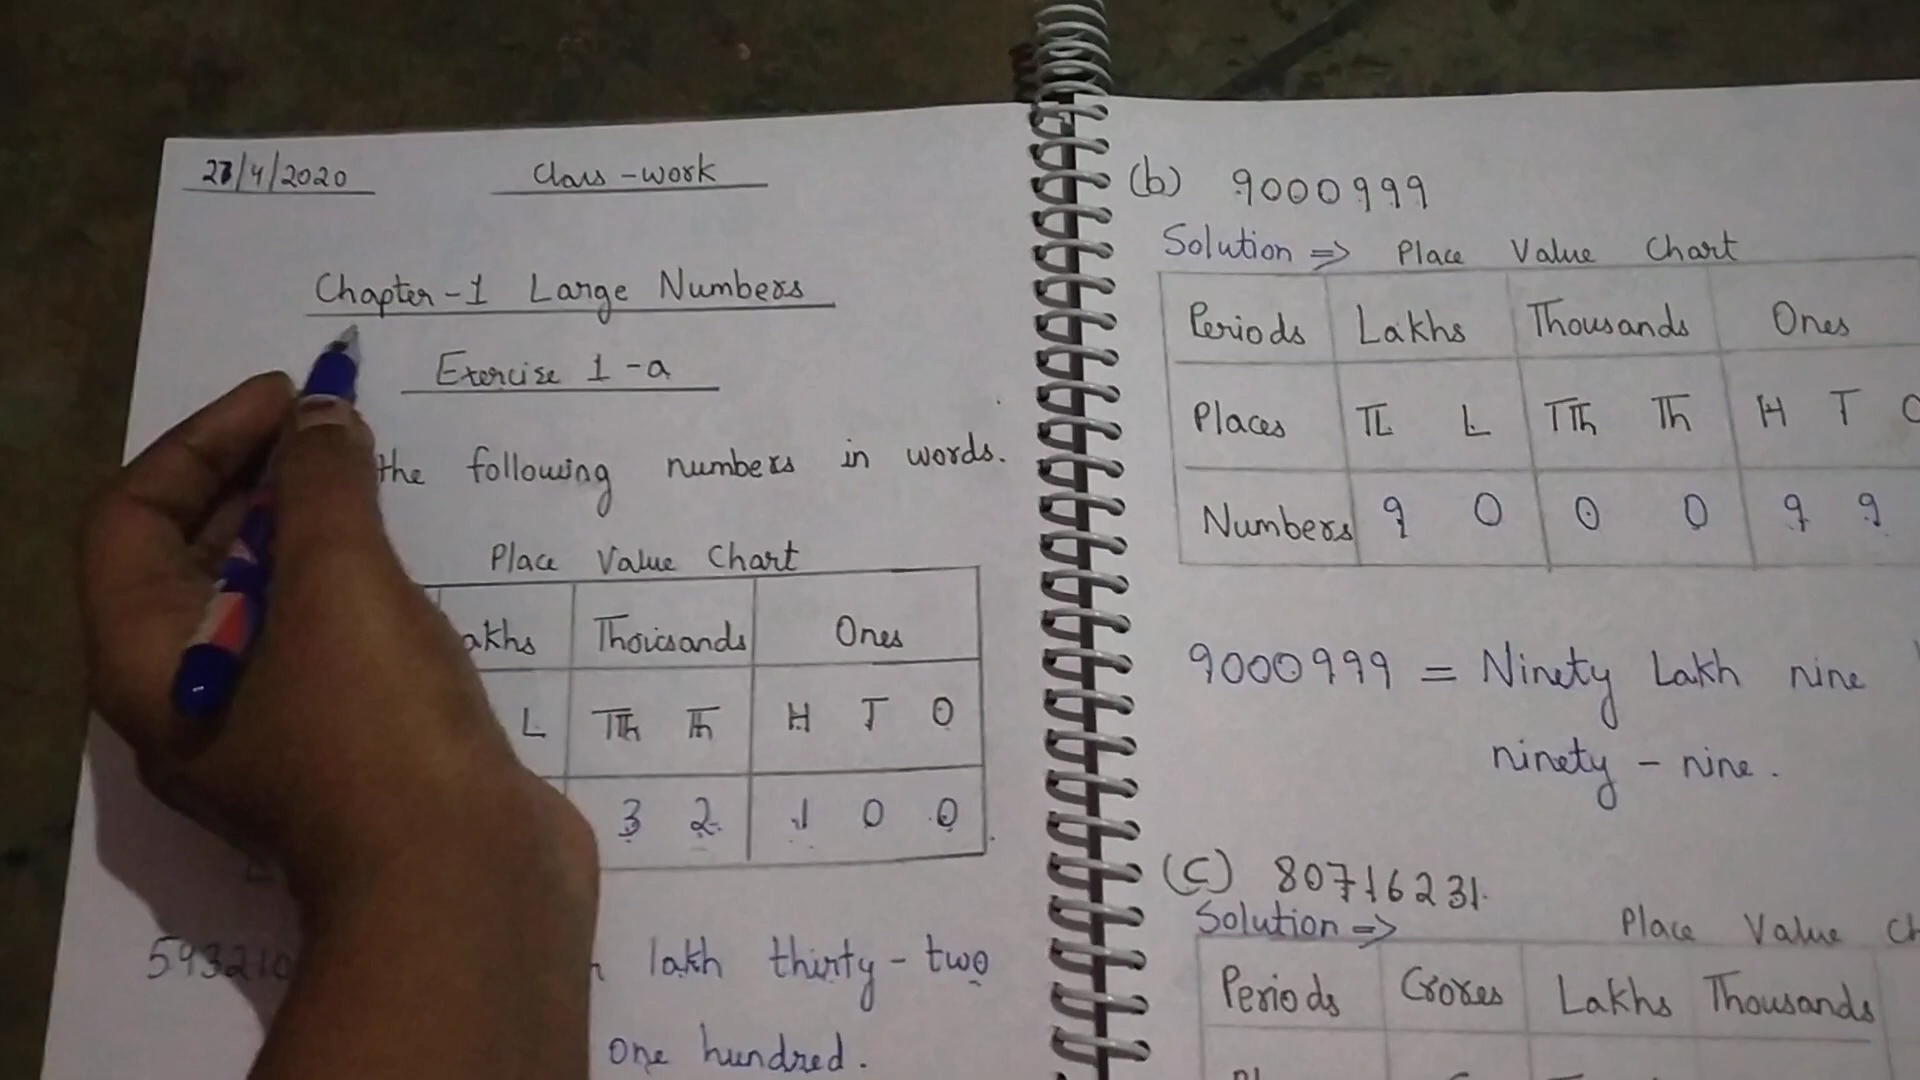 27/4/2020 Class-work
Chapter-1 Large Numbers
Exercise 1-a
the following numbers in words.
Place Value Chart
akhs Thousands Ones
L TTh Th H T O
3 2 1 0 0
593210
lakh thirty-two
one hundred.
(b) 9000999
Solution ⇒ Place Value Chart
Periods Lakhs Thousands Ones
Places TL L TTh Th H T O
Numbers 9 0 0 0 9 9
9000999 = Ninety Lakh nine
ninety-nine.
(c) 80716231.
Solution ⇒ Place Value Ch
Periods Crores Lakhs Thousands